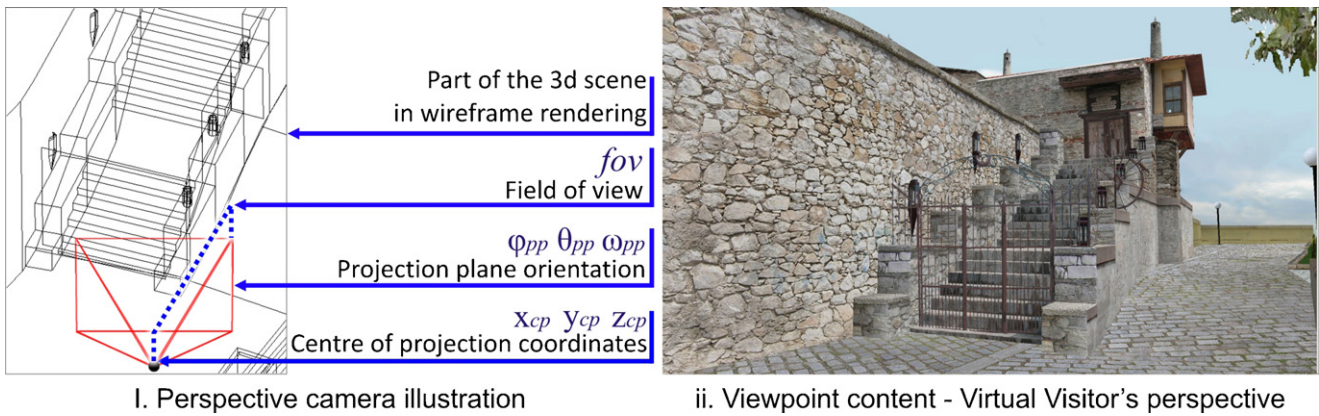 Part of the 3d scene
in wireframe rendering
fov
Field of view
φpp θpp ωpp
Projection plane orientation
xcp ycp zcp
Centre of projection coordinates
I. Perspective camera illustration
ii. Viewpoint content - Virtual Visitor's perspective